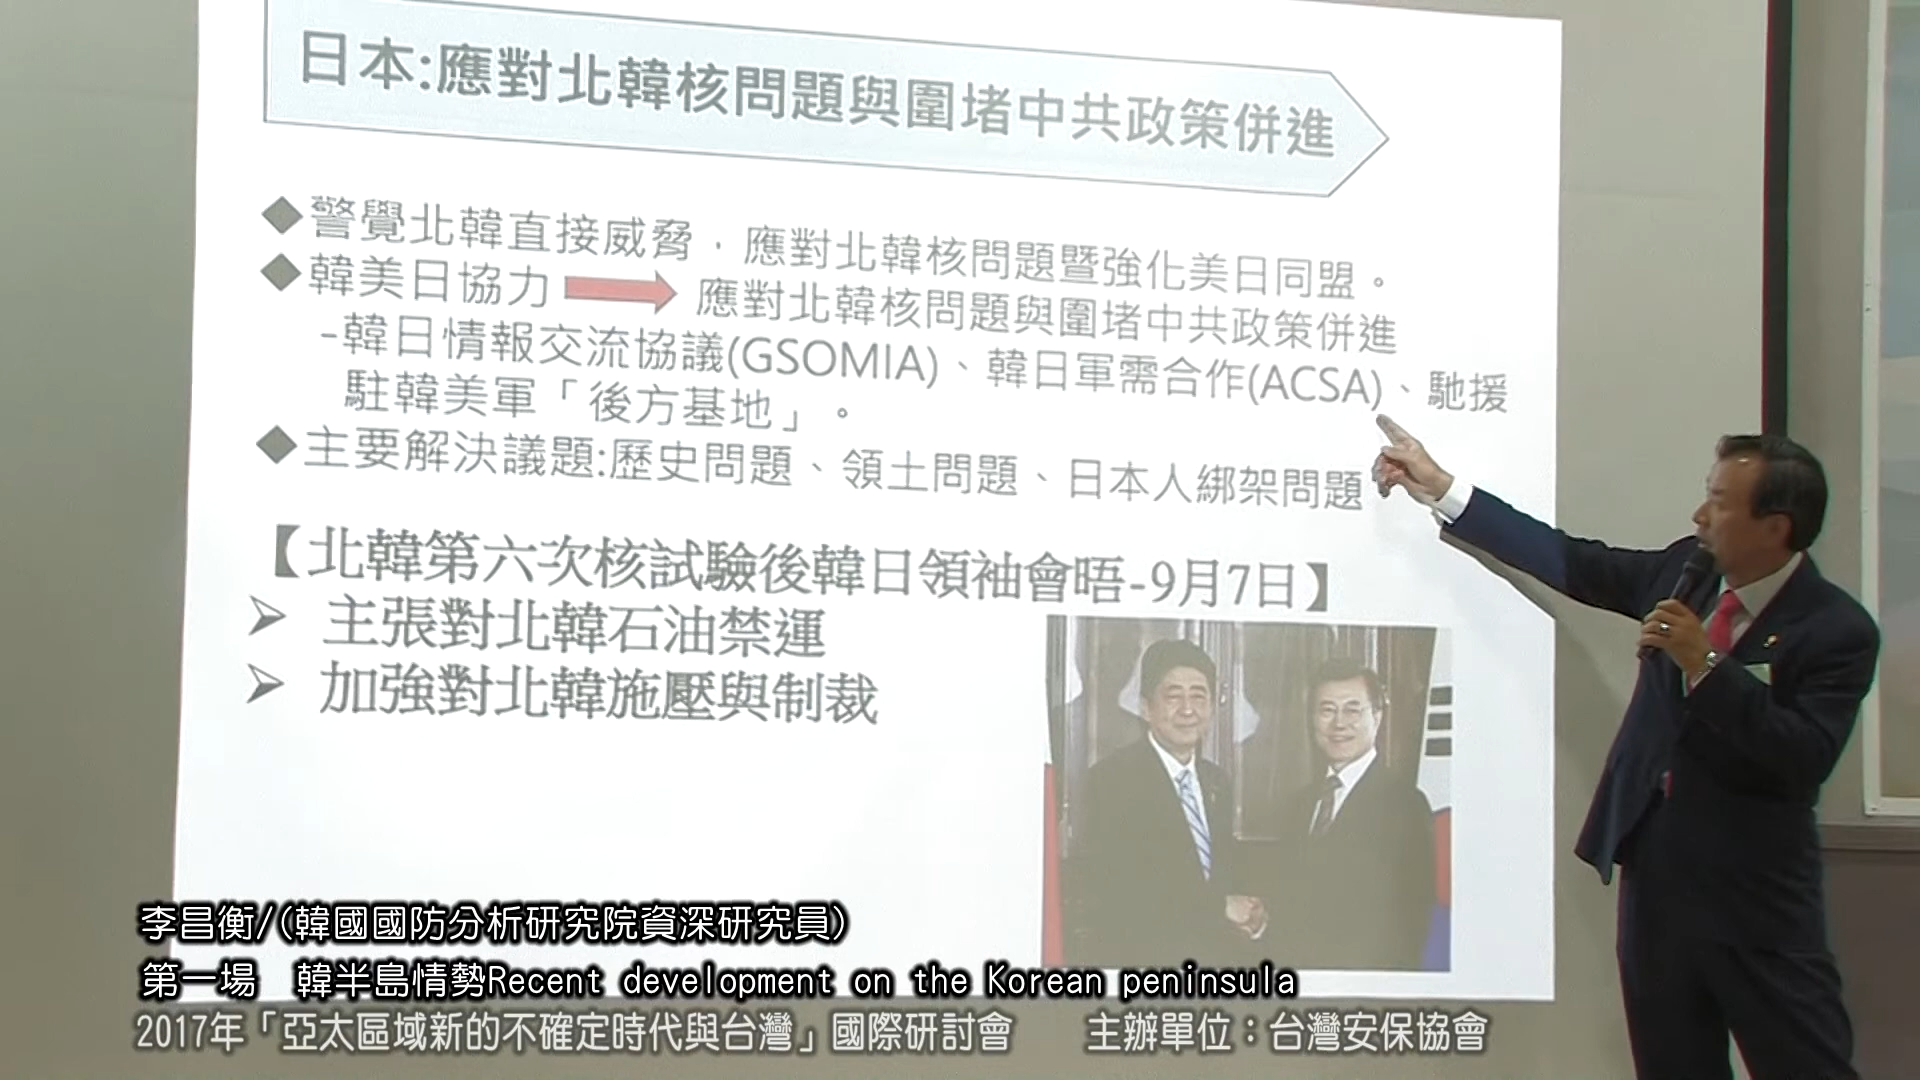 日本:應對北韓核問題與圍堵中共政策併進
◆警覺北韓直接威脅，應對北韓核問題暨強化美日同盟。
◆韓美日協力 應對北韓核問題與圍堵中共政策併進
-韓日情報交流協議(GSOMIA)、韓日軍需合作(ACSA)、馳援
駐韓美軍「後方基地」。
◆主要解決議題:歷史問題、領土問題、日本人綁架問題
【北韓第六次核試驗後韓日領袖會晤-9月7日】
➢ 主張對北韓石油禁運
➢ 加強對北韓施壓與制裁
李昌衡/(韓國國防分析研究院資深研究員)
第一場 韓半島情勢Recent development on the Korean peninsula
2017年「亞太區域新的不確定時代與台灣」國際研討會 主辦單位：台灣安保協會